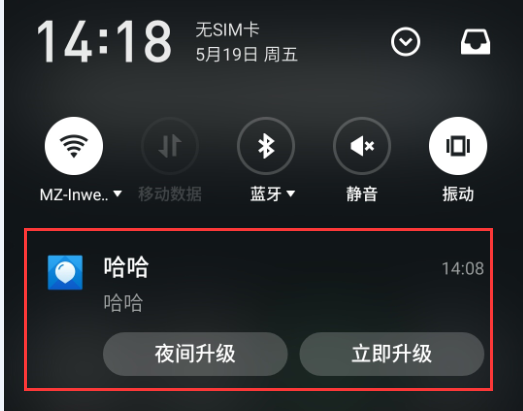 14:18
无SIM卡
5月19日 周五
MZ-Inwe..
移动数据
蓝牙
静音
振动
哈哈
14:08
哈哈
夜间升级
立即升级